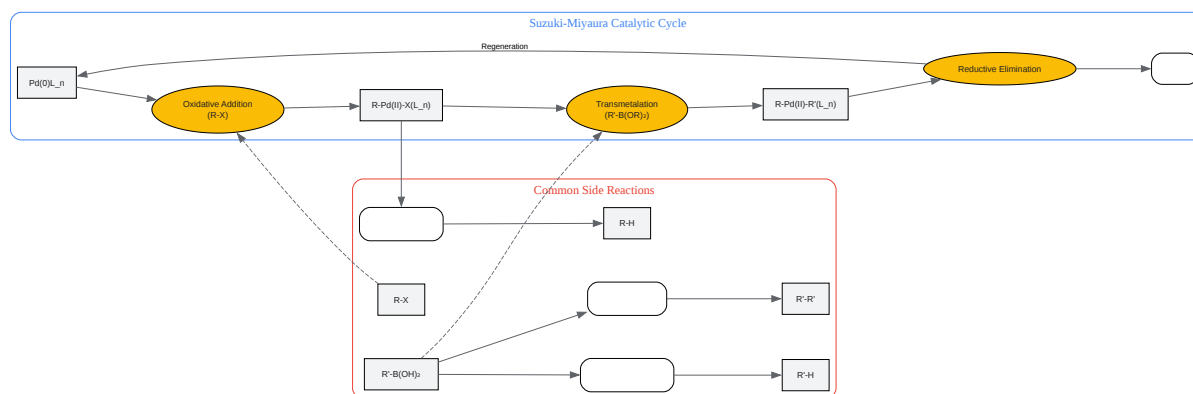 Suzuki-Miyaura Catalytic Cycle
Regeneration
Pd(0)L_n
Oxidative Addition
(R-X)
R-Pd(II)-X(L_n)
Transmetalation
(R'-B(OR)₂)
R-Pd(II)-R'(L_n)
Reductive Elimination
Common Side Reactions
R-H
R-X
R'-R'
R'-B(OH)₂
R'-H